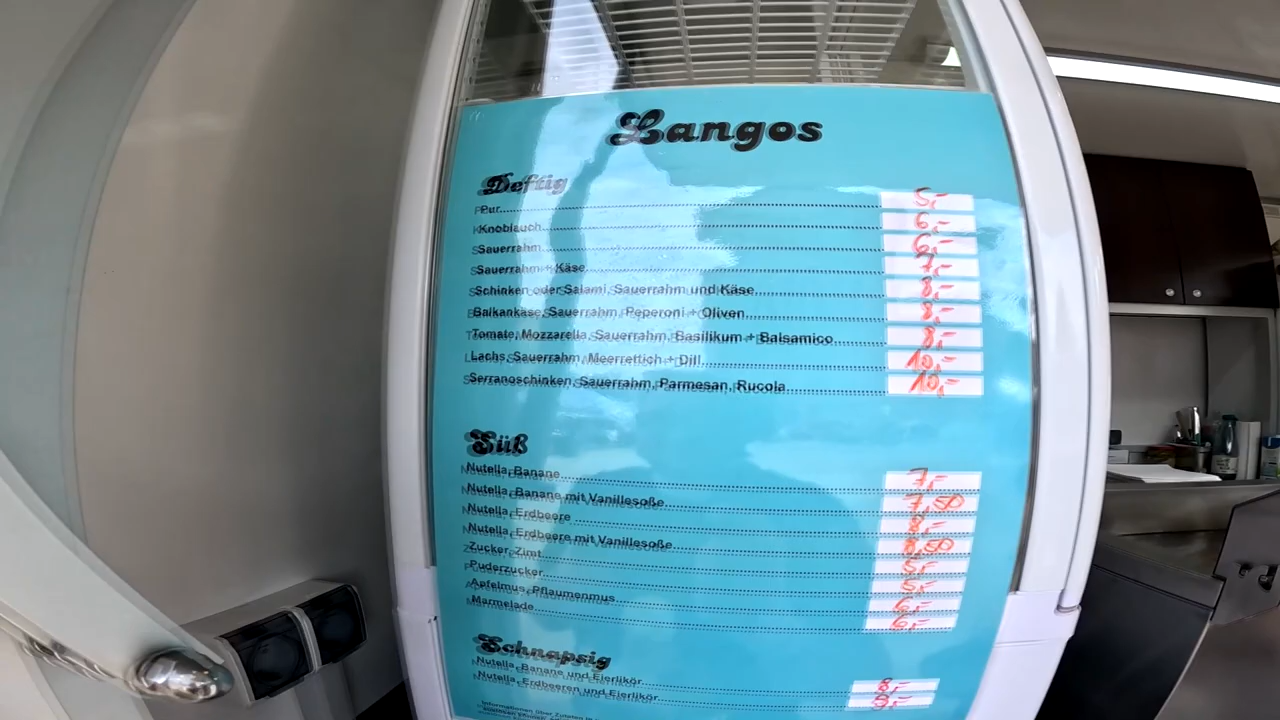 Langos
Deftig
Pur 5,-
Knoblauch 6,-
Sauerrahm 6,-
Sauerrahm + Käse 7,-
Schinken oder Salami, Sauerrahm und Käse 8,-
Balkankäse, Sauerrahm, Peperoni + Oliven 8,-
Tomate, Mozzarella, Sauerrahm, Basilikum + Balsamico 8,-
Lachs, Sauerrahm, Meerrettich + Dill 10,-
Serranoschinken, Sauerrahm, Parmesan, Rucola 10,-
Süß
Nutella, Banane 7,-
Nutella, Banane mit Vanillesoße 7,50
Nutella, Erdbeere 8,-
Nutella, Erdbeere mit Vanillesoße 8,50
Zucker, Zimt 5,-
Puderzucker 5,-
Apfelmus, Pflaumenmus 6,-
Marmelade 6,-
Schnapsig
Nutella, Banane und Eierlikör 8,-
Nutella, Erdbeeren und Eierlikör 9,-
Informationen über Zutaten